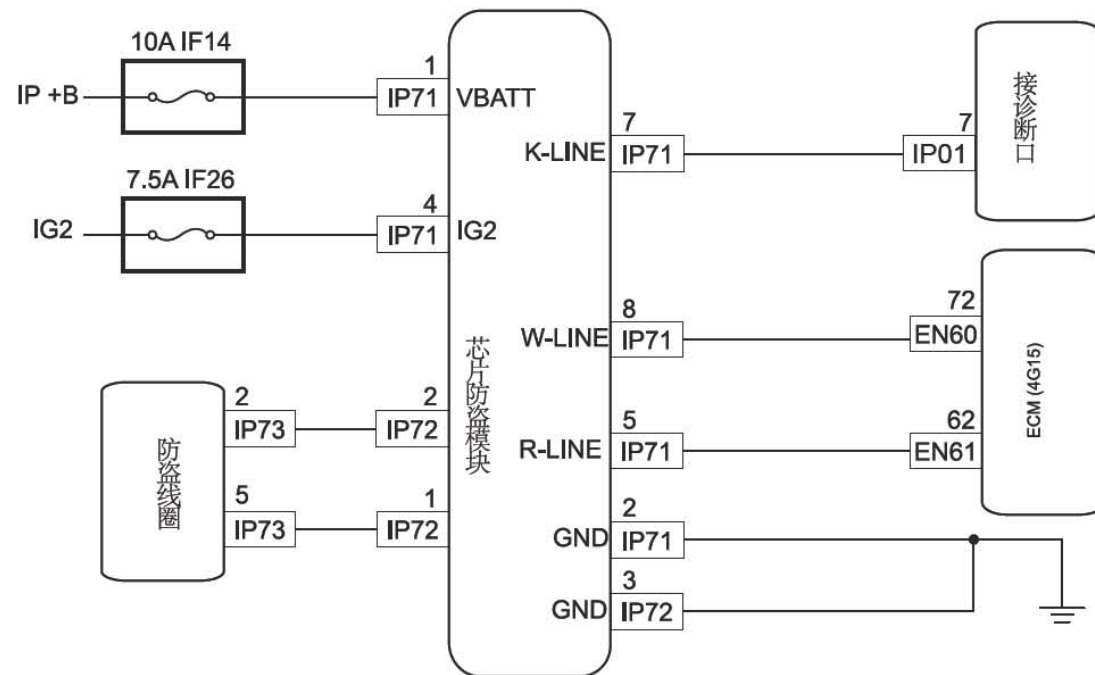 10A IF14
IP +B
1
IP71
VBATT
7.5A IF26
IG2
4
IP71
IG2
7
K-LINE
IP71
7
IP01
接诊断口
8
W-LINE
IP71
72
EN60
5
R-LINE
IP71
62
EN61
ECM (4G15)
芯片防盗模块
防盗线圈
2
IP73
2
IP72
5
IP73
1
IP72
2
GND
IP71
3
GND
IP72